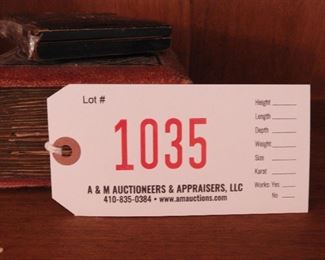 Lot #
1035
A & M AUCTIONEERS & APPRAISERS, LLC
410-835-0384 • www.amauctions.com
Height
Length
Depth
Weight
Size
Karat
Works: Yes
No